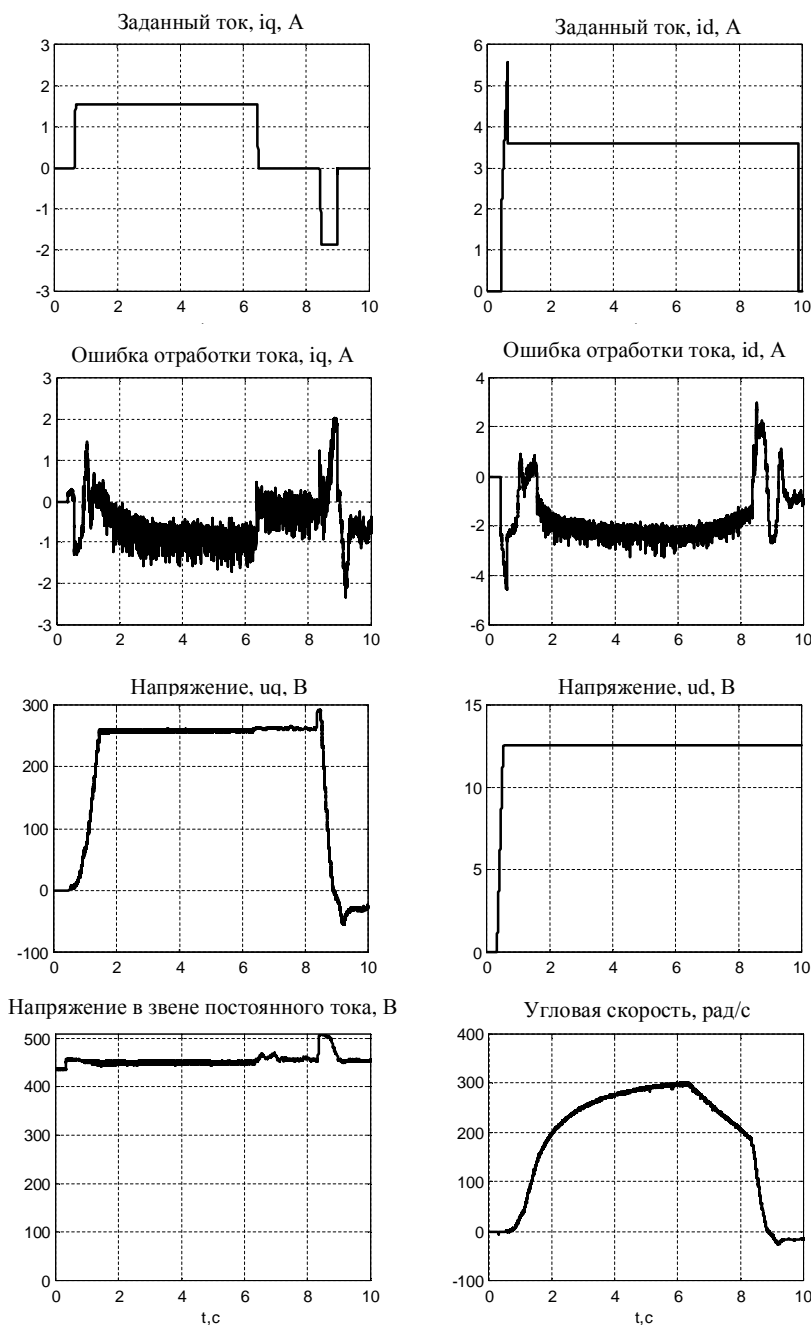 Заданный ток, iq, А
Заданный ток, id, А
3
2
1
0
-1
-2
-3
0 2 4 6 8 10
6
5
4
3
2
1
0
0 2 4 6 8 10
Ошибка отработки тока, iq, А
Ошибка отработки тока, id, А
3
2
1
0
-1
-2
-3
0 2 4 6 8 10
4
2
0
-2
-4
-6
0 2 4 6 8 10
Напряжение, uq, В
Напряжение, ud, В
300
200
100
0
-100
0 2 4 6 8 10
15
10
5
0
0 2 4 6 8 10
Напряжение в звене постоянного тока, В
Угловая скорость, рад/с
500
400
300
200
100
0
0 2 4 6 8 10
t,c
400
300
200
100
0
-100
0 2 4 6 8 10
t,c